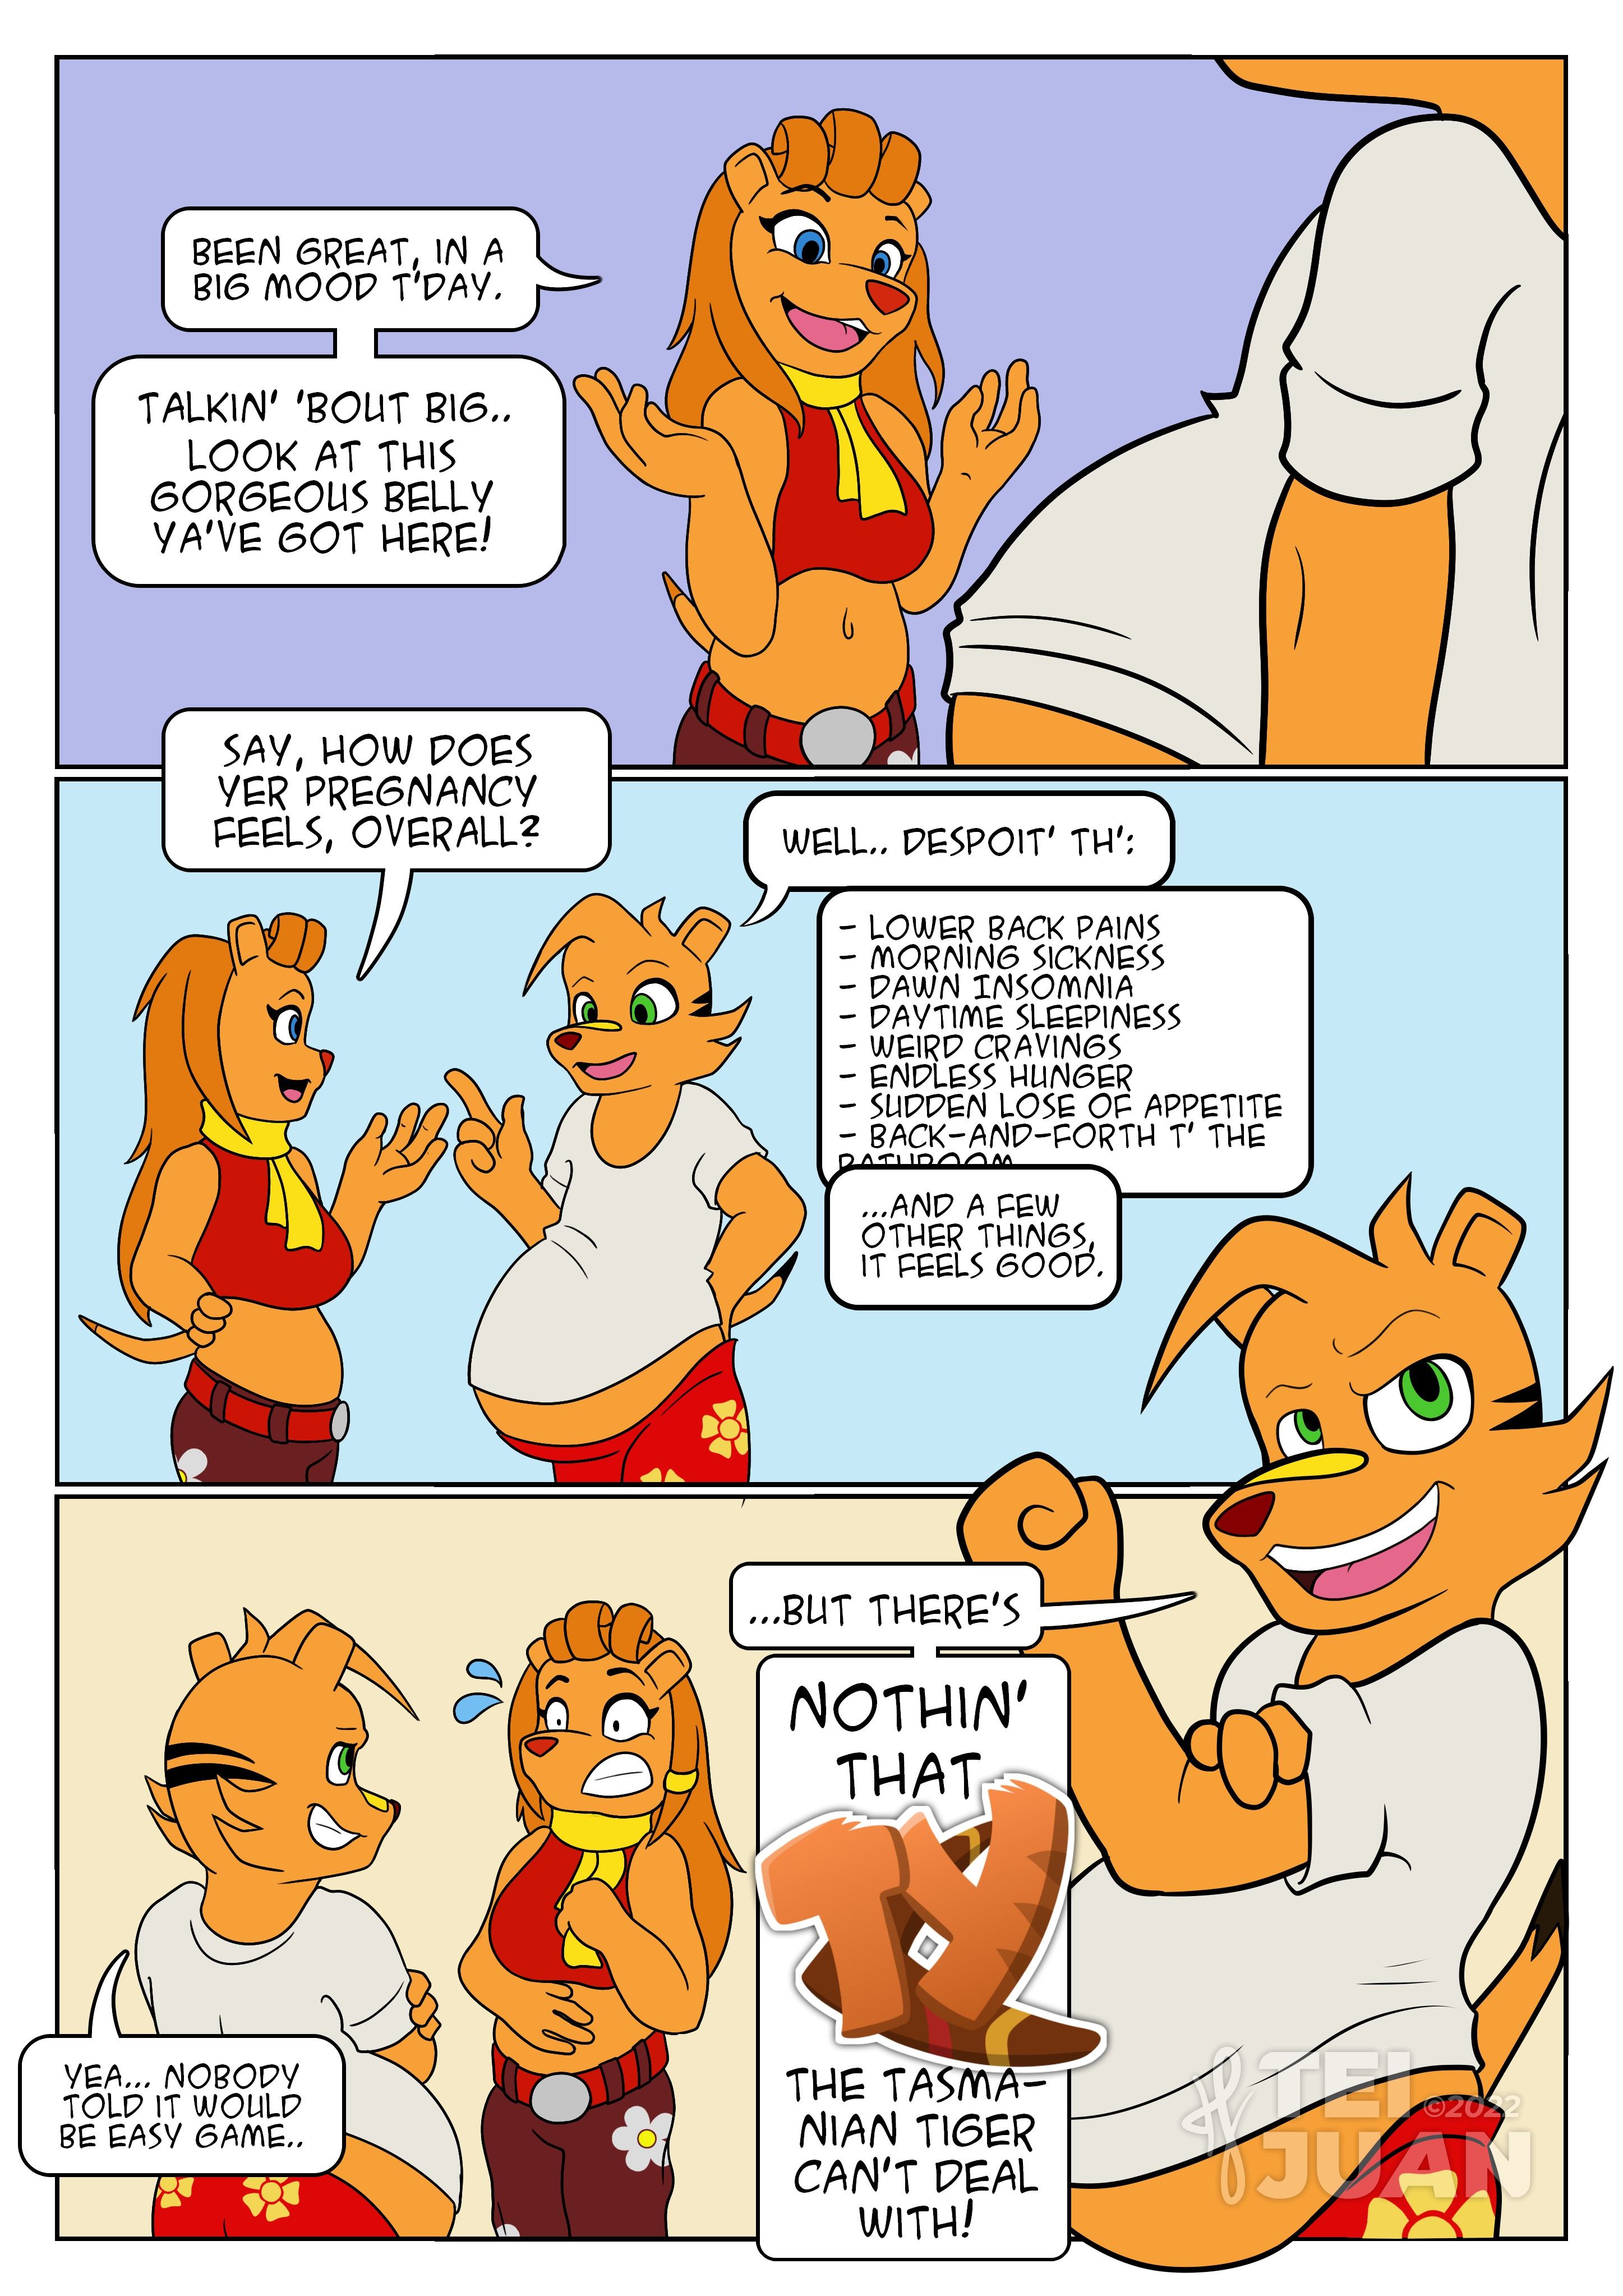 BEEN GREAT, IN A
BIG MOOD T'DAY.
TALKIN' 'BOUT BIG..
LOOK AT THIS
GORGEOUS BELLY
YA'VE GOT HERE!
SAY, HOW DOES
YER PREGNANCY
FEELS, OVERALL?
WELL.. DESPOIT' TH':
- LOWER BACK PAINS
- MORNING SICKNESS
- DAWN INSOMNIA
- DAYTIME SLEEPINESS
- WEIRD CRAVINGS
- ENDLESS HUNGER
- SUDDEN LOSE OF APPETITE
- BACK-AND-FORTH T' THE
BATHROOM
...AND A FEW
OTHER THINGS,
IT FEELS GOOD.
...BUT THERE'S
NOTHIN'
THAT
TY
THE TASMA-
NIAN TIGER
CAN'T DEAL
WITH!
YEA... NOBODY
TOLD IT WOULD
BE EASY GAME..
TEI ©2022
JUAN